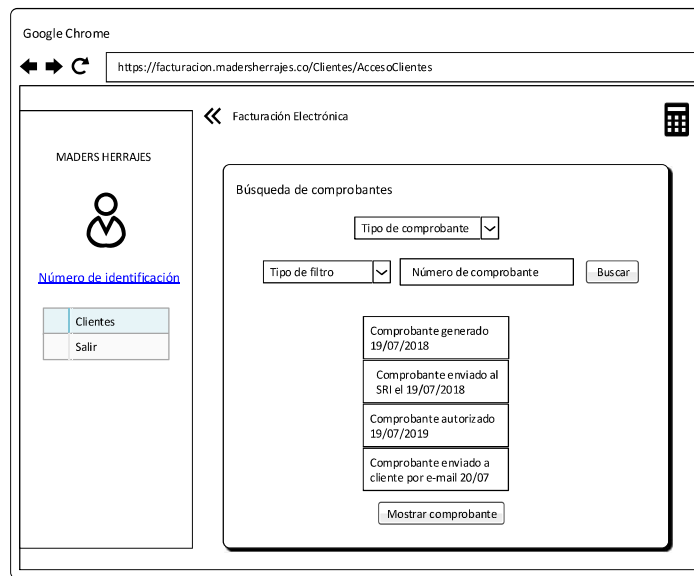 Google Chrome
https://facturacion.madersherrajes.co/Clientes/AccesoClientes
Facturación Electrónica
MADERS HERRAJES
Número de identificación
Clientes
Salir
Búsqueda de comprobantes
Tipo de comprobante
Tipo de filtro
Número de comprobante
Buscar
Comprobante generado
19/07/2018
Comprobante enviado al
SRI el 19/07/2018
Comprobante autorizado
19/07/2019
Comprobante enviado a
cliente por e-mail 20/07
Mostrar comprobante